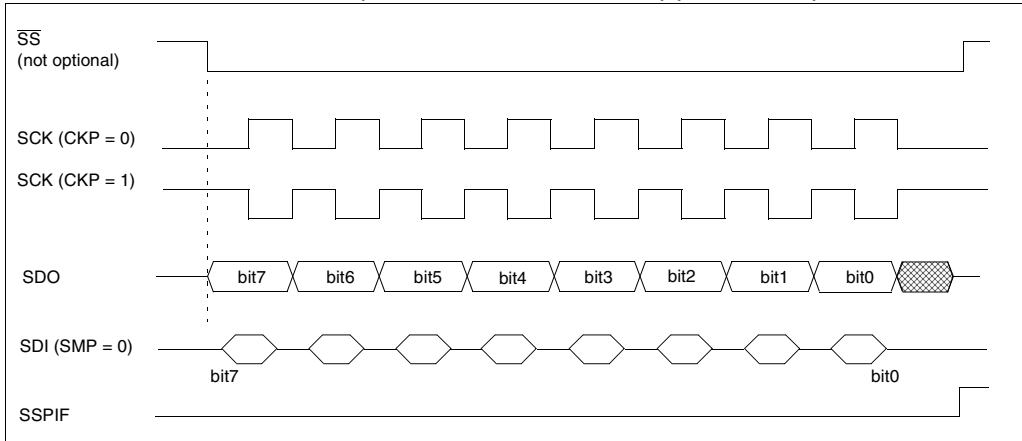 SS
(not optional)
SCK (CKP = 0)
SCK (CKP = 1)
SDO
bit7 bit6 bit5 bit4 bit3 bit2 bit1 bit0
SDI (SMP = 0)
bit7 bit0
SSPIF